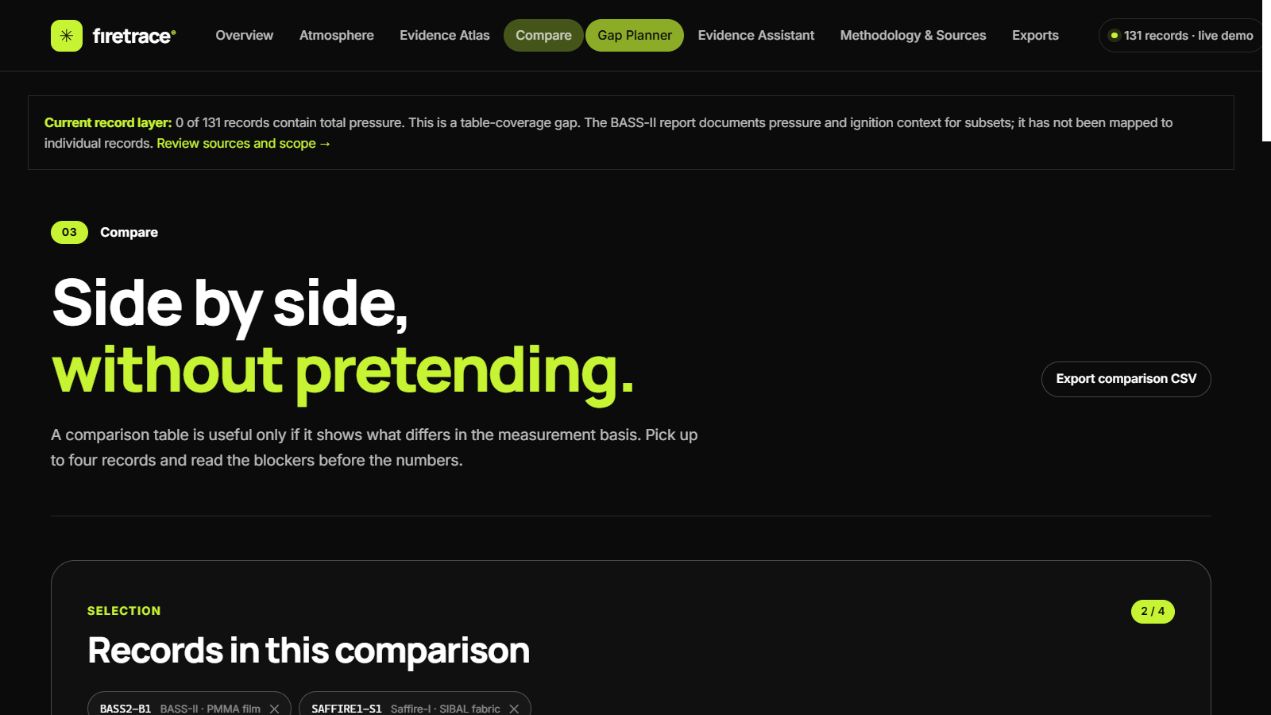 firetrace
Overview Atmosphere Evidence Atlas Compare Gap Planner Evidence Assistant Methodology & Sources Exports 131 records · live demo
Current record layer: 0 of 131 records contain total pressure. This is a table-coverage gap. The BASS-II report documents pressure and ignition context for subsets; it has not been mapped to
individual records. Review sources and scope →
03 Compare
Side by side,
without pretending.
Export comparison CSV
A comparison table is useful only if it shows what differs in the measurement basis. Pick up
to four records and read the blockers before the numbers.
SELECTION
2 / 4
Records in this comparison
BASS2-B1 BASS-II · PMMA film × SAFFIRE1-S1 Saffire-I · SIBAL fabric ×